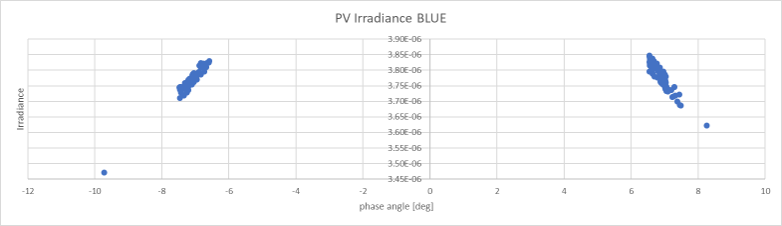 PV Irradiance BLUE
3.90E-06
3.85E-06
3.80E-06
3.75E-06
3.70E-06
3.65E-06
3.60E-06
3.55E-06
3.50E-06
3.45E-06
Irradiance
-12 -10 -8 -6 -4 -2 0 2 4 6 8 10
phase angle [deg]